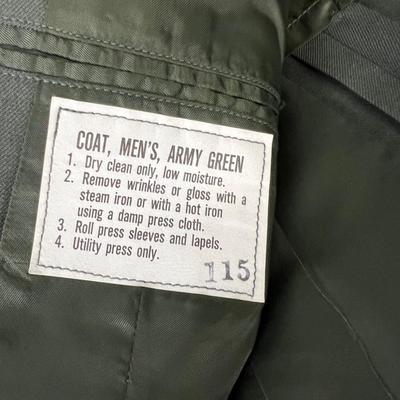 COAT, MEN'S, ARMY GREEN
1. Dry clean only, low moisture.
2. Remove wrinkles or gloss with a
steam iron or with a hot iron
using a damp press cloth.
3. Roll press sleeves and lapels.
4. Utility press only.
115